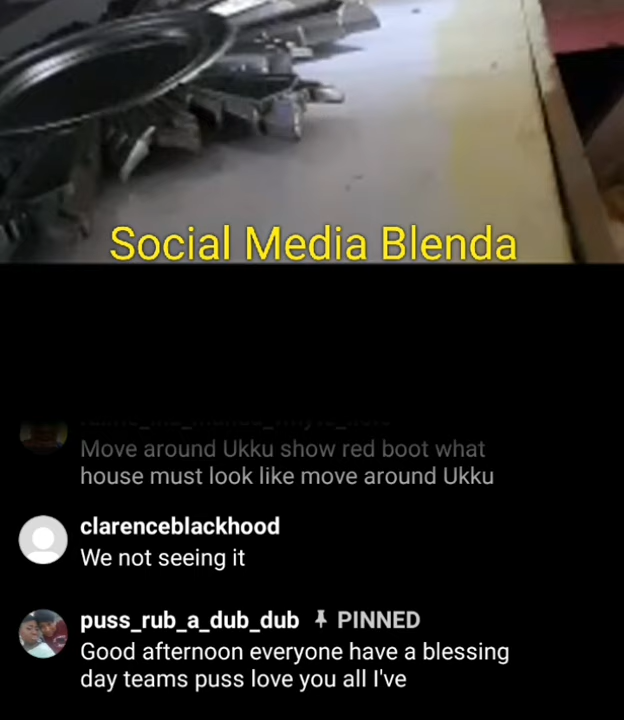 Social Media Blenda
Move around Ukku show red boot what
house must look like move around Ukku
clarenceblackhood
We not seeing it
puss_rub_a_dub_dub PINNED
Good afternoon everyone have a blessing
day teams puss love you all I've